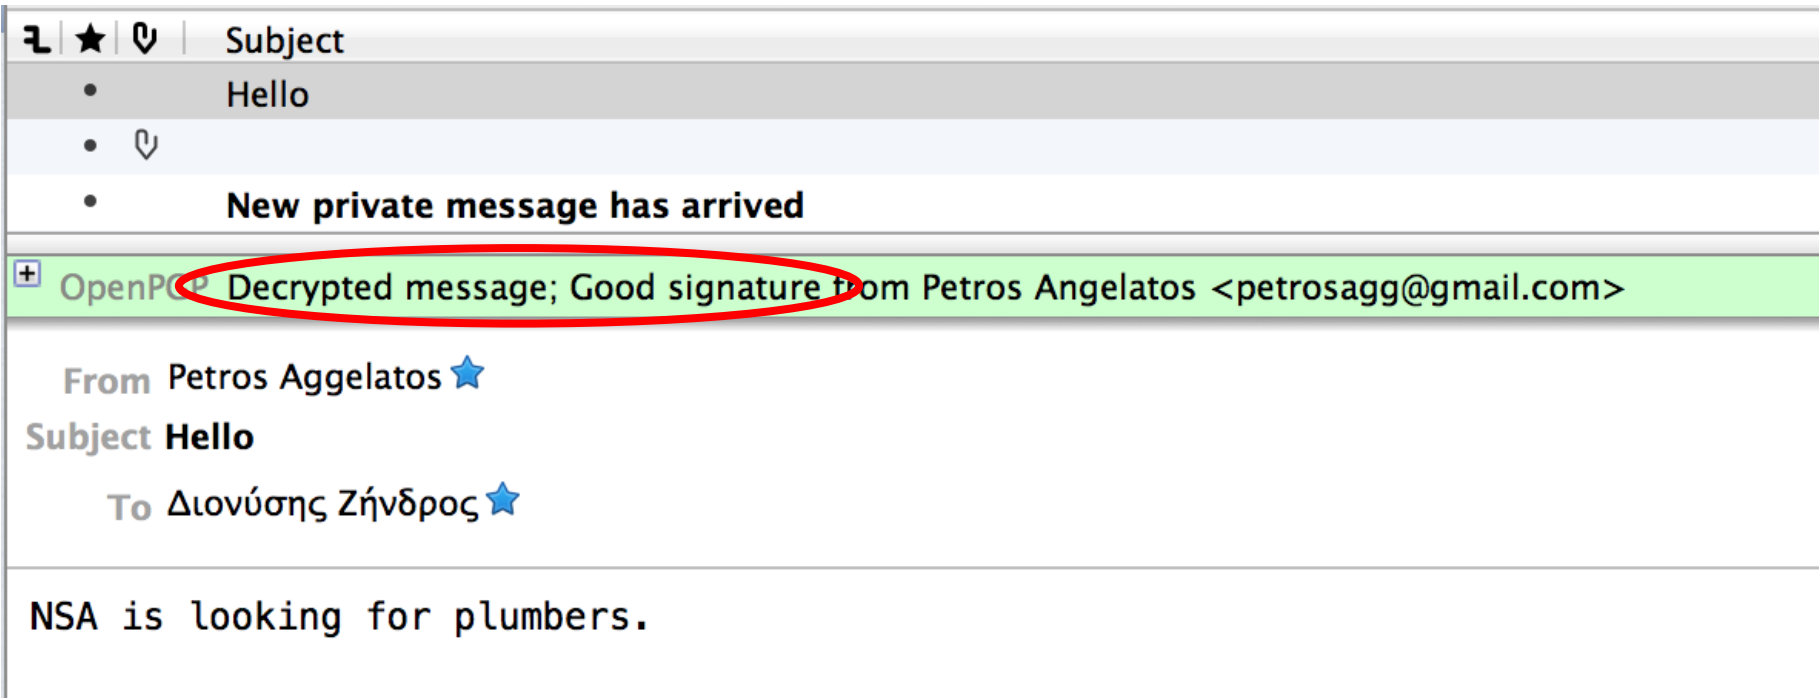 Subject
Hello
New private message has arrived
OpenPGP Decrypted message; Good signature from Petros Angelatos <petrosagg@gmail.com>
From Petros Aggelatos
Subject Hello
To Διονύσης Ζήνδρος
NSA is looking for plumbers.